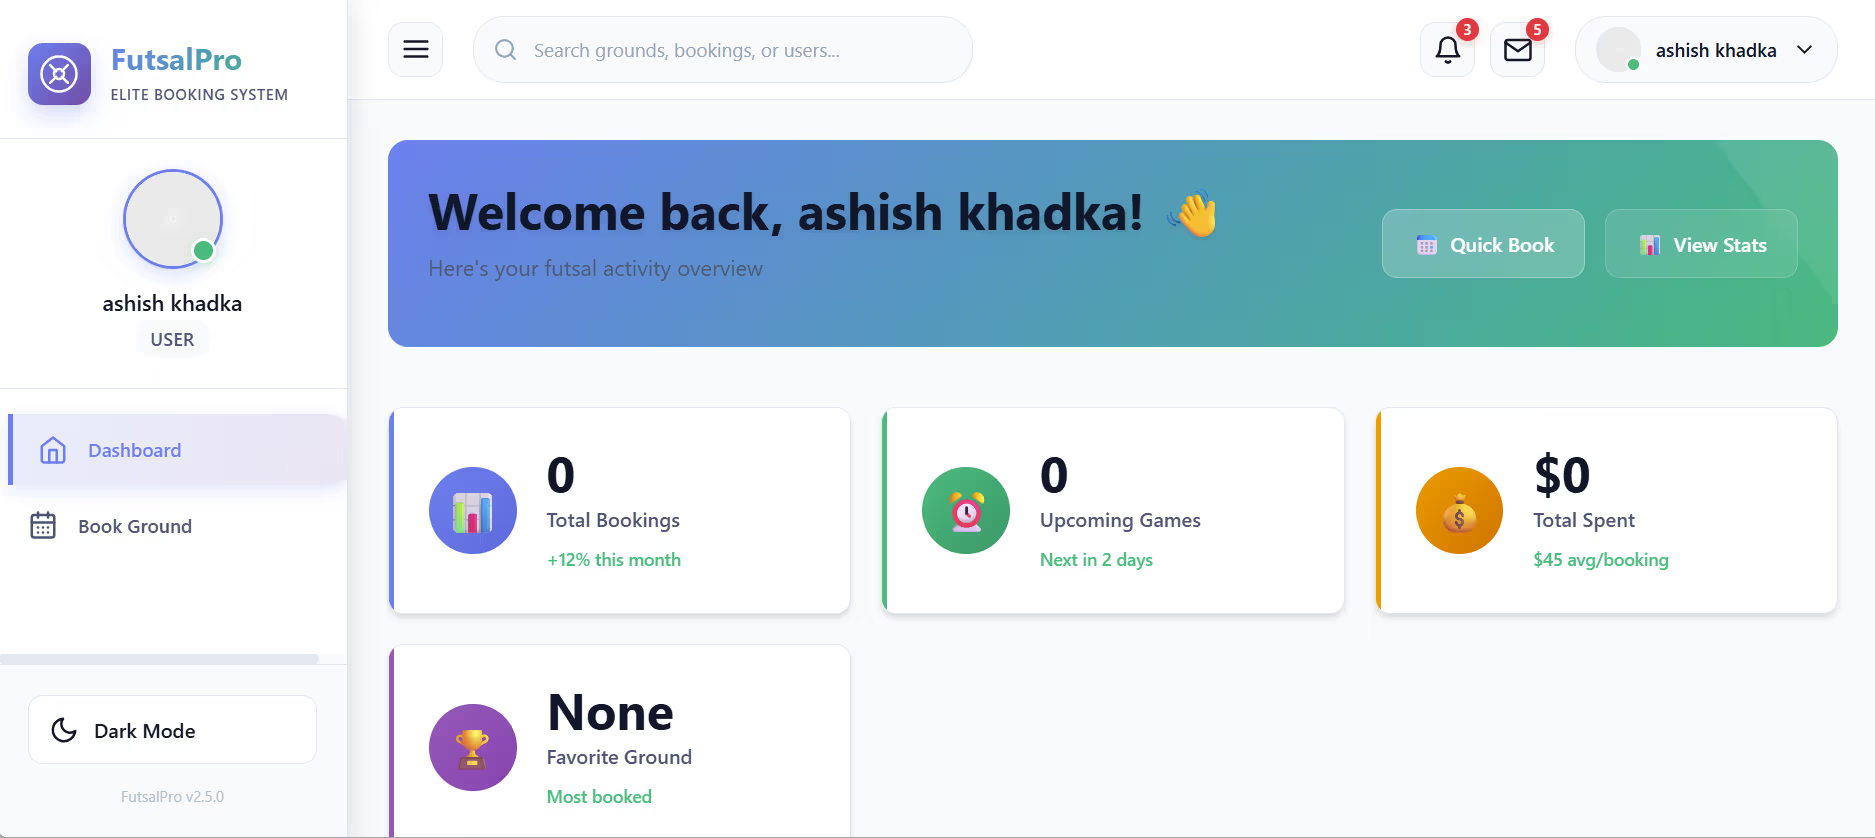 FutsalPro
ELITE BOOKING SYSTEM
ashish khadka
USER
Dashboard
Book Ground
Dark Mode
FutsalPro v2.5.0
Search grounds, bookings, or users...
3
5
ashish khadka
Welcome back, ashish khadka! 👋
Here's your futsal activity overview
Quick Book
View Stats
0
Total Bookings
+12% this month
0
Upcoming Games
Next in 2 days
$0
Total Spent
$45 avg/booking
None
Favorite Ground
Most booked